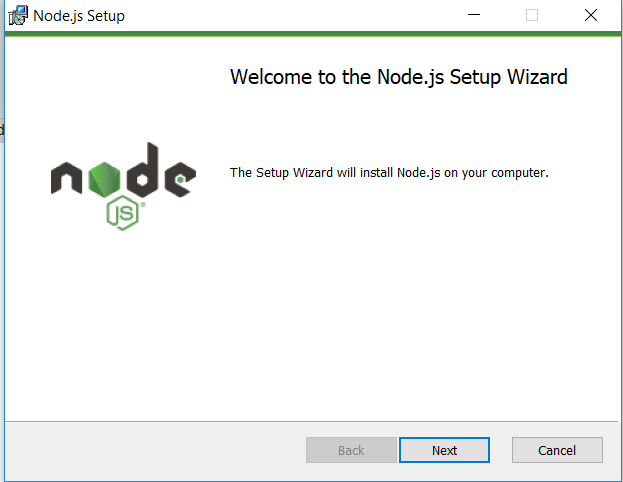 Node.js Setup
Welcome to the Node.js Setup Wizard
The Setup Wizard will install Node.js on your computer.
node
JS®
Back
Next
Cancel